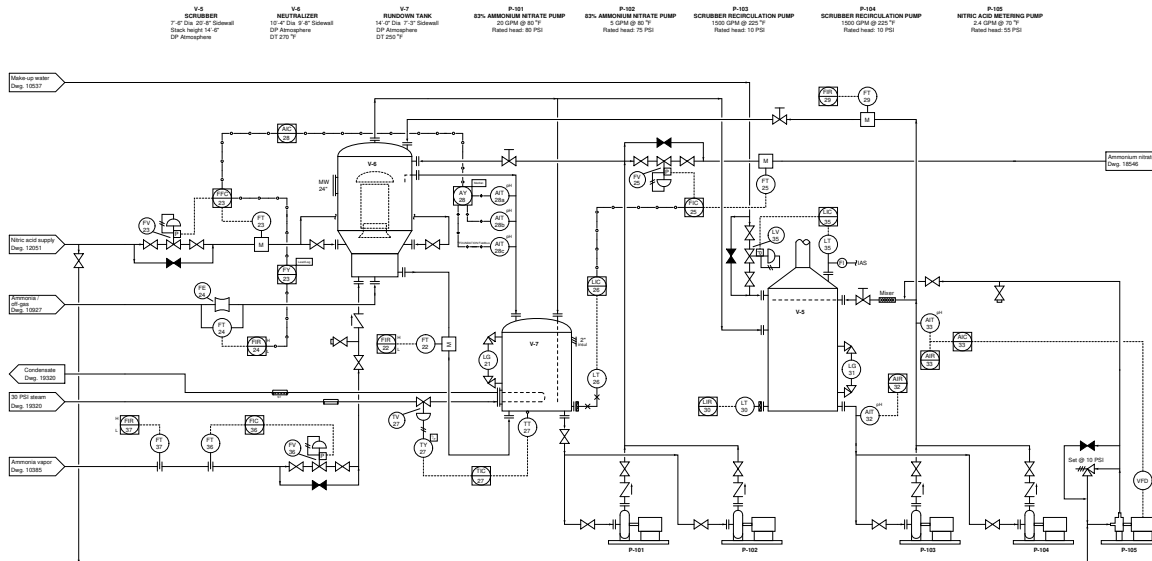 V-5
SCRUBBER
7'-6" Dia 20'-8" Sidewall
Stack height 14'-6"
DP Atmosphere
V-6
NEUTRALIZER
10'-4" Dia 9'-8" Sidewall
DP Atmosphere
DT 270 °F
V-7
RUNDOWN TANK
14'-0" Dia 7'-3" Sidewall
DP Atmosphere
DT 250 °F
P-101
83% AMMONIUM NITRATE PUMP
20 GPM @ 80 °F
Rated head: 80 PSI
P-102
83% AMMONIUM NITRATE PUMP
5 GPM @ 80 °F
Rated head: 75 PSI
P-103
SCRUBBER RECIRCULATION PUMP
1500 GPM @ 225 °F
Rated head: 10 PSI
P-104
SCRUBBER RECIRCULATION PUMP
1500 GPM @ 225 °F
Rated head: 10 PSI
P-105
NITRIC ACID METERING PUMP
2.4 GPM @ 70 °F
Rated head: 55 PSI
Make-up water
Dwg. 10537
FIR
29
FT
29
M
AIC
28
V-6
MW
24"
AY
28
pH
AIT
28a
pH
AIT
28b
pH
AIT
28c
FV
25
P
FIC
25
M
FT
25
Ammonium nitrate
Dwg. 18546
FFC
23
FV
23
P
FT
23
M
Nitric acid supply
Dwg. 12051
FY
23
LV
35
LIC
35
LT
35
PI
IAS
FE
24
FT
24
FIR
24
H
L
Ammonia /
off-gas
Dwg. 10927
LIC
26
V-5
Mixer
pH
AIT
33
AIC
33
AIR
33
FIR
22
H
L
FT
22
M
V-7
2"
insul
LG
21
LT
26
LG
31
Condensate
Dwg. 19320
30 PSI steam
Dwg. 19320
TV
27
TY
27
TT
27
TIC
27
LIR
30
LT
30
AIR
32
pH
AIT
32
H
L
FIR
37
FT
37
FT
36
FIC
36
FV
36
P
Ammonia vapor
Dwg. 10385
Set @ 10 PSI
VFD
P-101
P-102
P-103
P-104
P-105